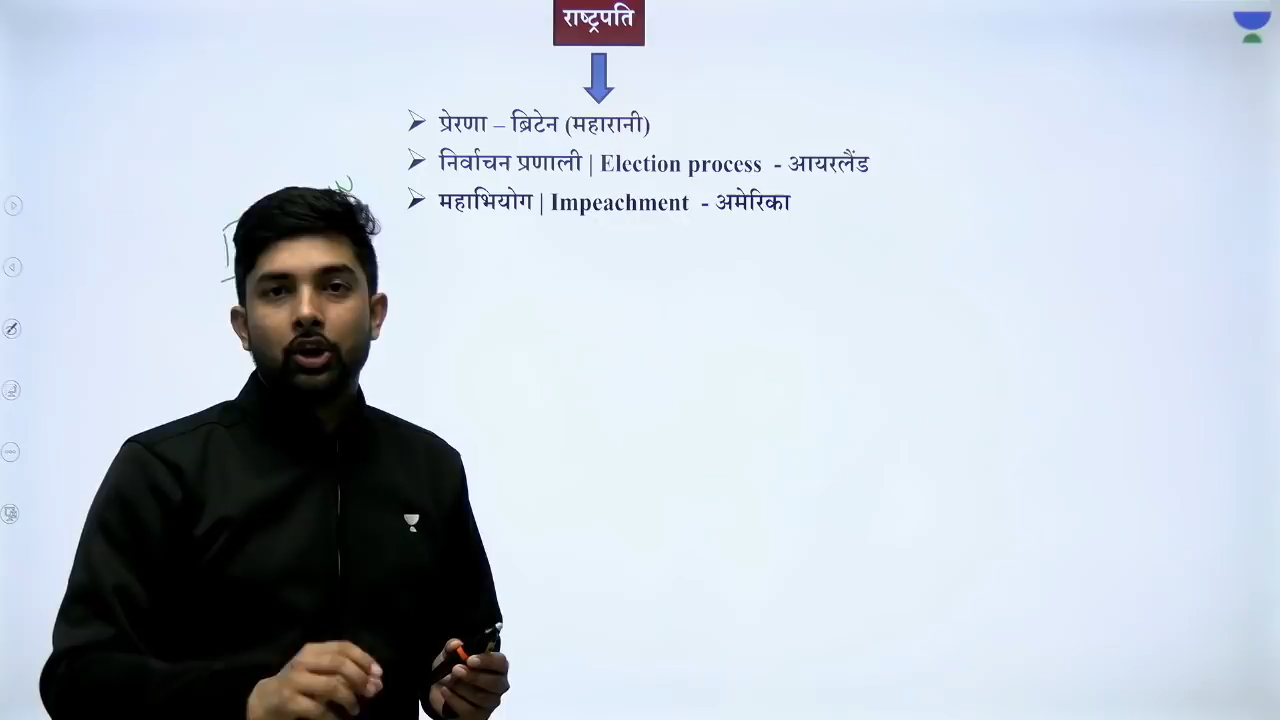 राष्ट्रपति
प्रेरणा – ब्रिटेन (महारानी)
निर्वाचन प्रणाली | Election process - आयरलैंड
महाभियोग | Impeachment - अमेरिका